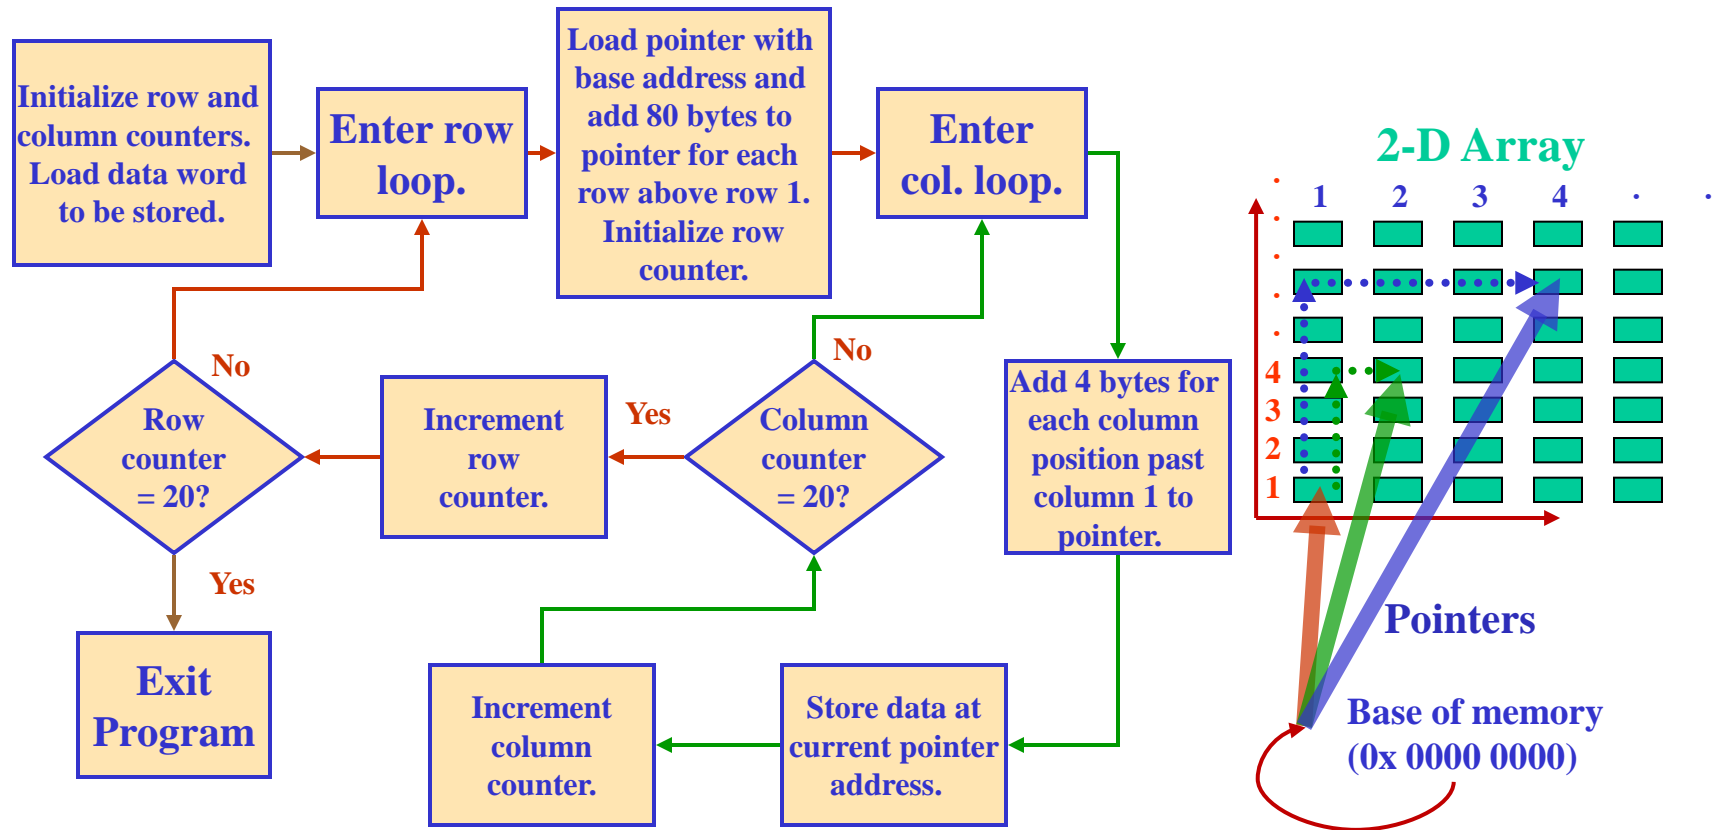 Initialize row and
column counters.
Load data word
to be stored.
Enter row
loop.
Load pointer with
base address and
add 80 bytes to
pointer for each
row above row 1.
Initialize row
counter.
Enter
col. loop.
Add 4 bytes for
each column
position past
column 1 to
pointer.
Store data at
current pointer
address.
Increment
column
counter.
Column
counter
= 20?
No
Yes
Increment
row
counter.
Row
counter
= 20?
No
Yes
Exit
Program
2-D Array
1 2 3 4 . .
.
.
.
.
.
4
3
2
1
Pointers
Base of memory
(0x 0000 0000)